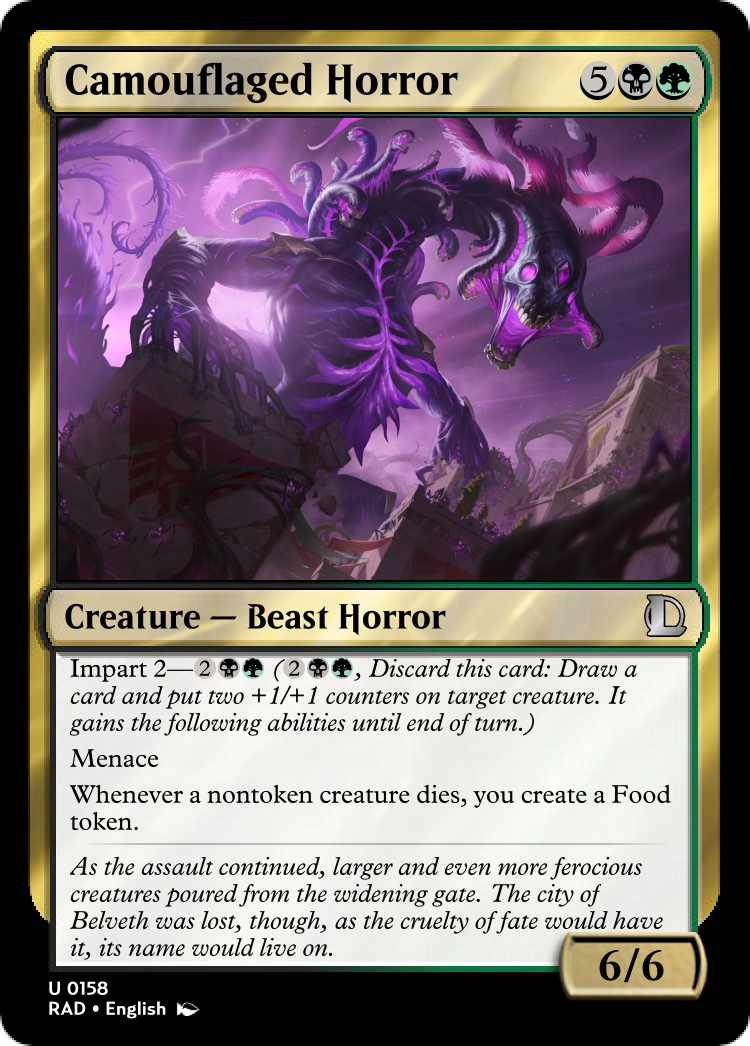 Camouflaged Horror 5
Creature — Beast Horror
Impart 2—2 (2, Discard this card: Draw a
card and put two +1/+1 counters on target creature. It
gains the following abilities until end of turn.)
Menace
Whenever a nontoken creature dies, you create a Food
token.
As the assault continued, larger and even more ferocious
creatures poured from the widening gate. The city of
Belveth was lost, though, as the cruelty of fate would have
it, its name would live on.
6/6
U 0158
RAD • English